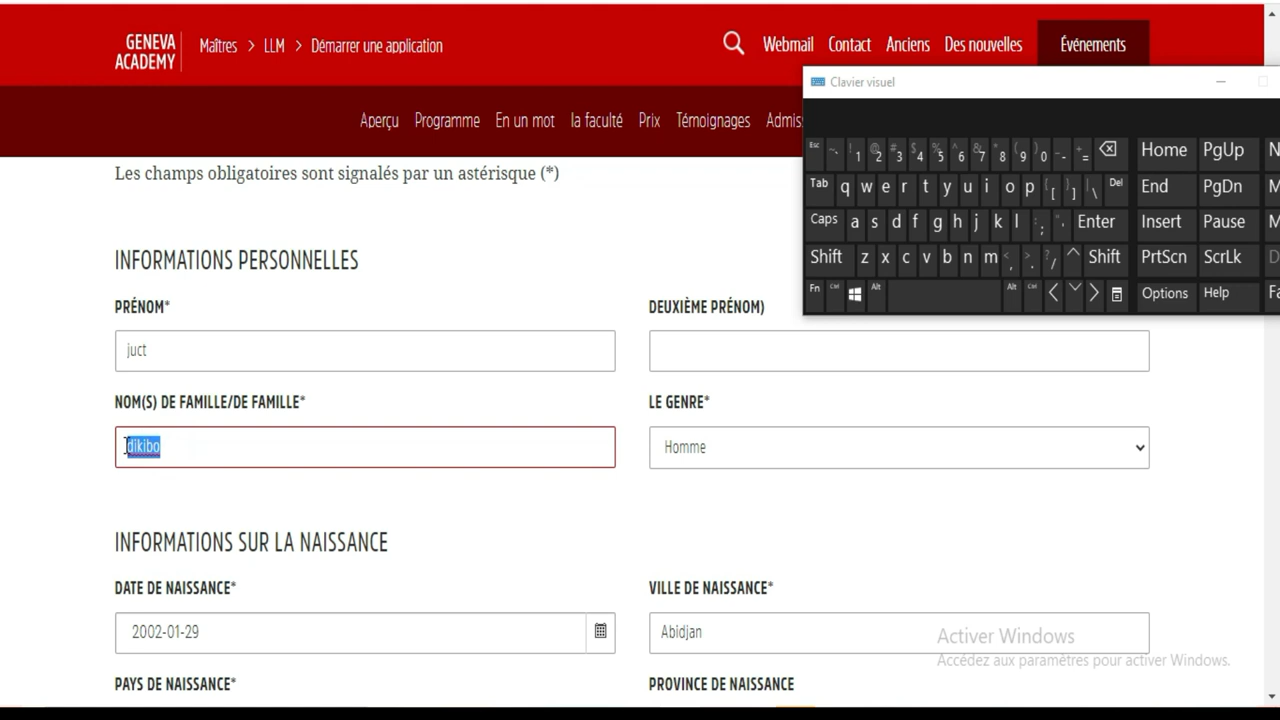 GENEVA ACADEMY
Maîtres > LLM > Démarrer une application
Webmail Contact Anciens Des nouvelles Événements
Clavier visuel
Aperçu Programme En un mot la faculté Prix Témoignages Admiss
Esc ~ ` ! 1 @ 2 # 3 $ 4 % 5 ^ 6 & 7 * 8 ( 9 ) 0 _ - + = Home PgUp N
Tab q w e r t y u i o p { [ } ] | \ Del End PgDn M
Caps a s d f g h j k l : ; " ' Enter Insert Pause M
Shift z x c v b n m < , > . ? / ^ Shift PrtScn ScrLk D
Fn Ctrl Alt Alt Ctrl < > Options Help Fa
Les champs obligatoires sont signalés par un astérisque (*)
INFORMATIONS PERSONNELLES
PRÉNOM*
DEUXIÈME PRÉNOM)
juct
NOM(S) DE FAMILLE/DE FAMILLE*
LE GENRE*
dikibo
Homme
INFORMATIONS SUR LA NAISSANCE
DATE DE NAISSANCE*
VILLE DE NAISSANCE*
2002-01-29
Abidjan
Activer Windows
Accédez aux paramètres pour activer Windows.
PAYS DE NAISSANCE*
PROVINCE DE NAISSANCE